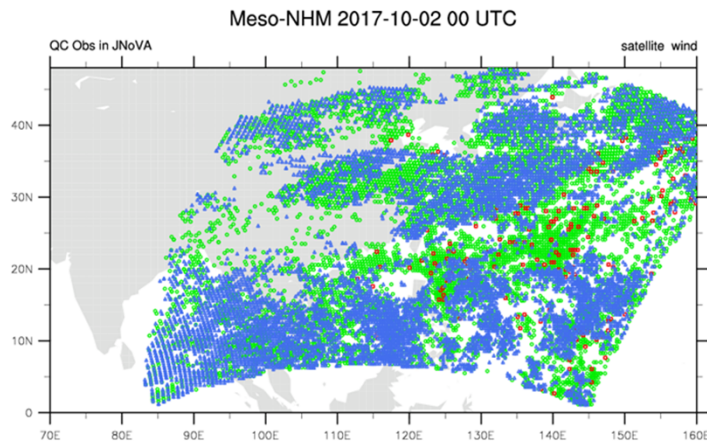 Meso-NHM 2017-10-02 00 UTC
QC Obs in JNoVA satellite wind
40N
30N
20N
10N
0
70E 80E 90E 100E 110E 120E 130E 140E 150E 160E